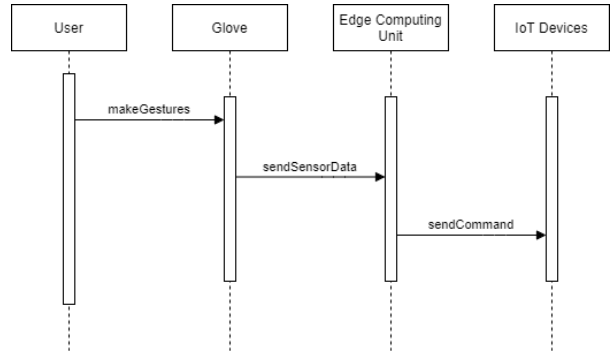 User
Glove
Edge Computing
Unit
IoT Devices
makeGestures
sendSensorData
sendCommand